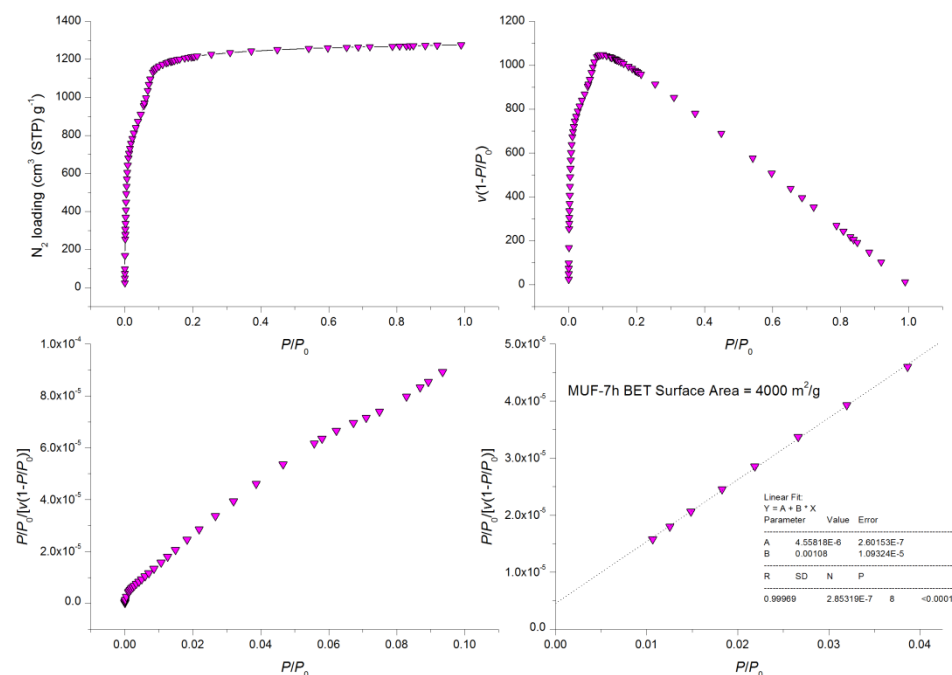 1400
1200
1000
800
600
400
200
0
N2 loading (cm3 (STP) g-1)
0.0 0.2 0.4 0.6 0.8 1.0
P/P0
1200
1000
800
600
400
200
0
v(1-P/P0)
0.0 0.2 0.4 0.6 0.8 1.0
P/P0
1.0x10-4
8.0x10-5
6.0x10-5
4.0x10-5
2.0x10-5
0.0
P/P0/[v(1-P/P0)]
0.00 0.02 0.04 0.06 0.08 0.10
P/P0
5.0x10-5
4.0x10-5
3.0x10-5
2.0x10-5
1.0x10-5
0.0
P/P0/[v(1-P/P0)]
MUF-7h BET Surface Area = 4000 m2/g
Linear Fit:
Y = A + B * X
Parameter Value Error
A 4.55818E-6 2.60153E-7
B 0.00108 1.09324E-5
R SD N P
0.99969 2.85319E-7 8 <0.0001
0.00 0.01 0.02 0.03 0.04
P/P0